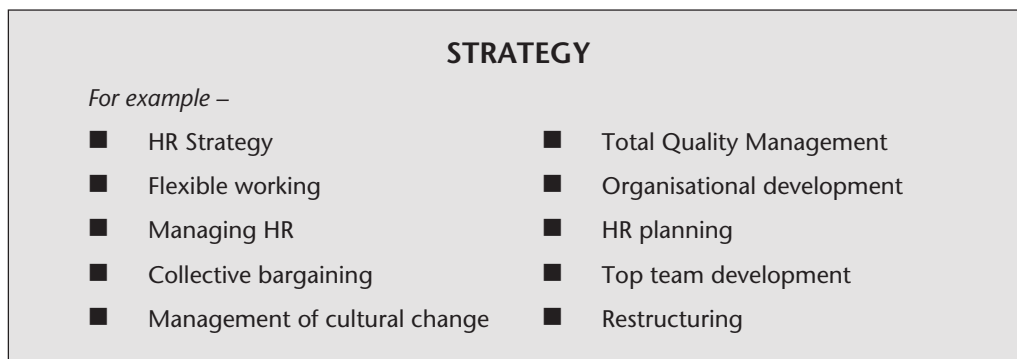 STRATEGY
For example –
■ HR Strategy
■ Flexible working
■ Managing HR
■ Collective bargaining
■ Management of cultural change
■ Total Quality Management
■ Organisational development
■ HR planning
■ Top team development
■ Restructuring